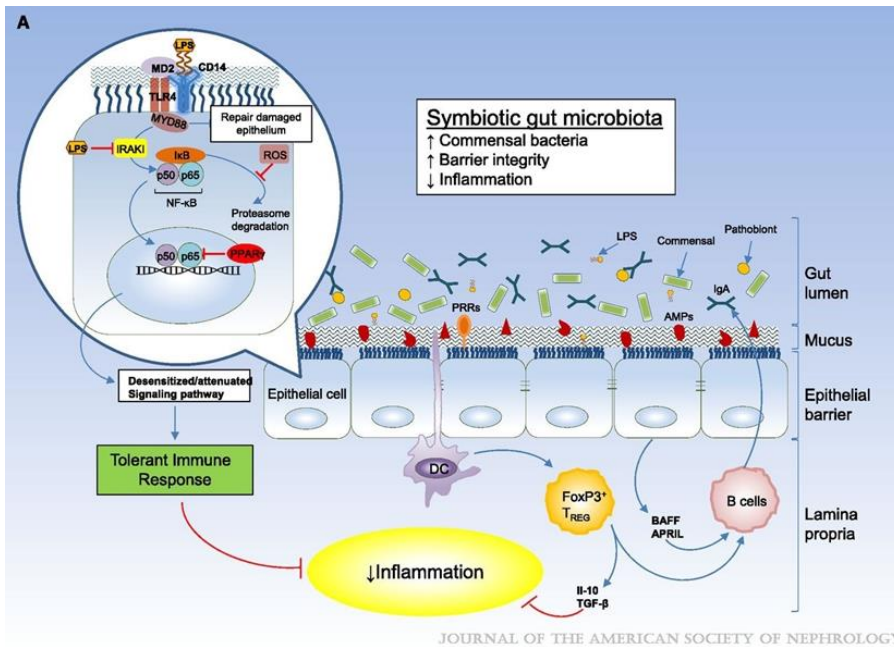 A
LPS
MD2
CD14
TLR4
MYD88
Repair damaged
epithelium
LPS
IRAKI
IκB
ROS
p50
p65
NF-κB
Proteasome
degradation
p50
p65
PPARγ
Symbiotic gut microbiota
↑ Commensal bacteria
↑ Barrier integrity
↓ Inflammation
LPS
Commensal
Pathobiont
IgA
PRRs
AMPs
Gut
lumen
Mucus
Epithelial cell
Epithelial
barrier
Desensitized/attenuated
Signaling pathway
Tolerant Immune
Response
DC
FoxP3+
TREG
BAFF
APRIL
B cells
Lamina
propria
↓Inflammation
Il-10
TGF-β
JOURNAL OF THE AMERICAN SOCIETY OF NEPHROLOGY